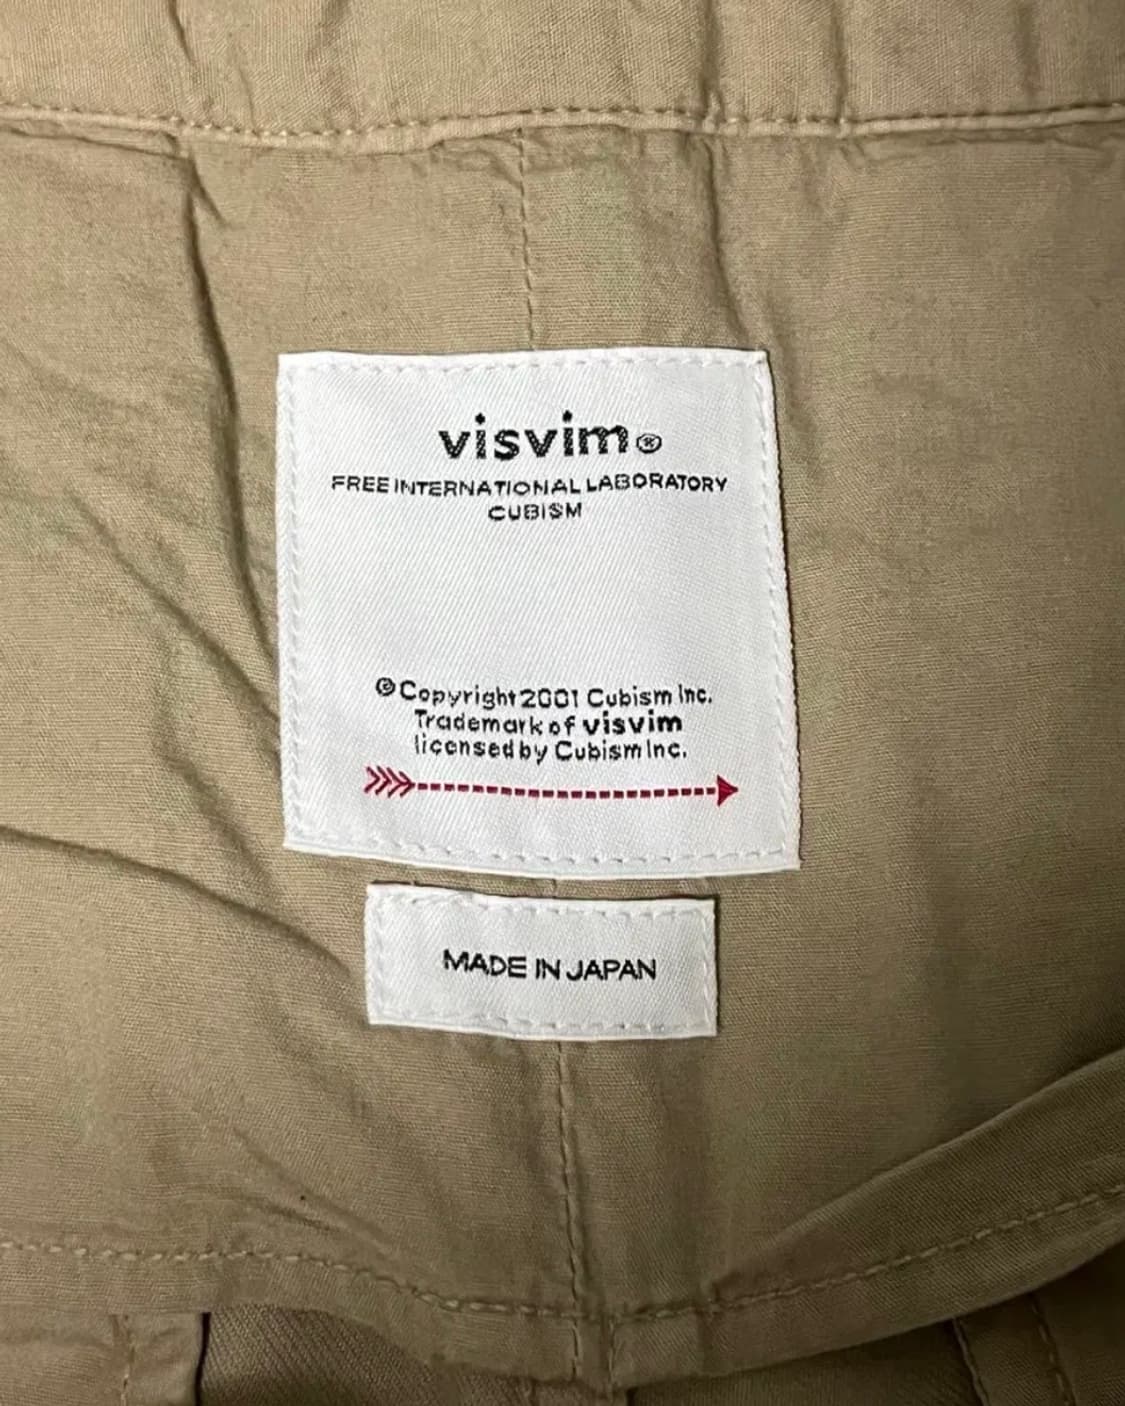 visvim®
FREE INTERNATIONAL LABORATORY
CUBISM
©Copyright 2001 Cubism Inc.
Trademark of visvim
licensed by Cubism Inc.
MADE IN JAPAN